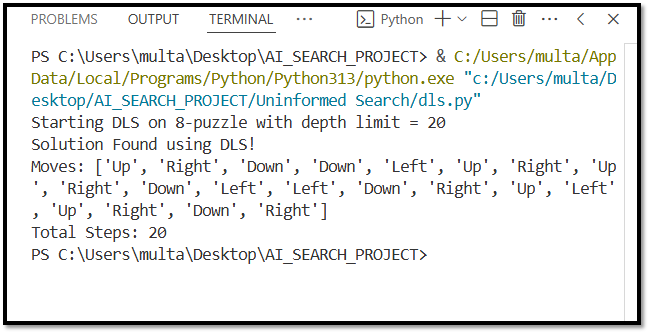 PROBLEMS OUTPUT TERMINAL ... Python
PS C:\Users\multa\Desktop\AI_SEARCH_PROJECT> & C:/Users/multa/App
Data/Local/Programs/Python/Python313/python.exe "c:/Users/multa/D
esktop/AI_SEARCH_PROJECT/Uninformed Search/dls.py"
Starting DLS on 8-puzzle with depth limit = 20
Solution Found using DLS!
Moves: ['Up', 'Right', 'Down', 'Down', 'Left', 'Up', 'Right', 'Up
', 'Right', 'Down', 'Left', 'Left', 'Down', 'Right', 'Up', 'Left'
, 'Up', 'Right', 'Down', 'Right']
Total Steps: 20
PS C:\Users\multa\Desktop\AI_SEARCH_PROJECT>